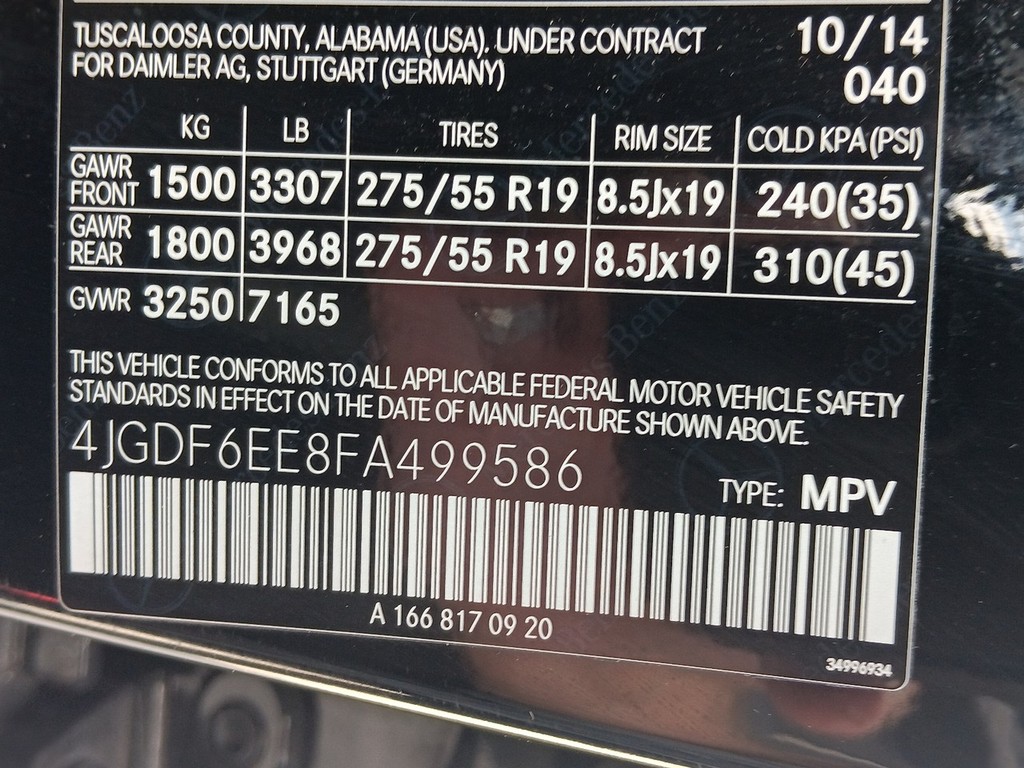 TUSCALOOSA COUNTY, ALABAMA (USA). UNDER CONTRACT 10/14
FOR DAIMLER AG, STUTTGART (GERMANY) 040
KG LB TIRES RIM SIZE COLD KPA (PSI)
GAWR FRONT 1500 3307 275/55 R19 8.5Jx19 240(35)
GAWR REAR 1800 3968 275/55 R19 8.5Jx19 310(45)
GVWR 3250 7165
THIS VEHICLE CONFORMS TO ALL APPLICABLE FEDERAL MOTOR VEHICLE SAFETY
STANDARDS IN EFFECT ON THE DATE OF MANUFACTURE SHOWN ABOVE.
4JGDF6EE8FA499586
TYPE: MPV
A 166 817 09 20
34996934